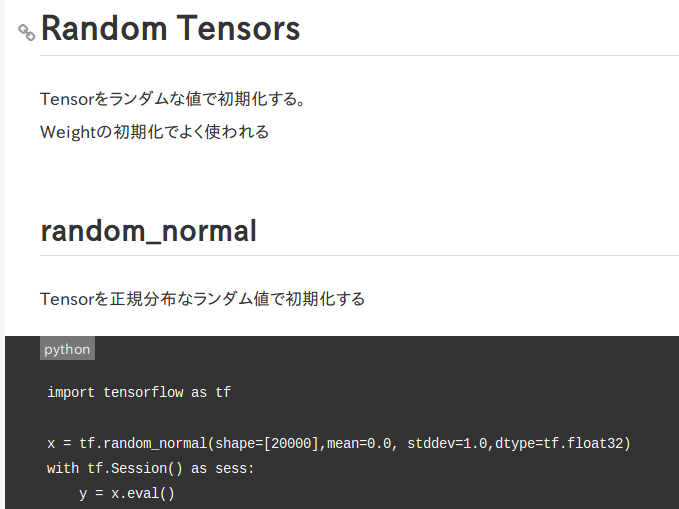 Random Tensors
Tensorをランダムな値で初期化する。
Weightの初期化でよく使われる
random_normal
Tensorを正規分布なランダム値で初期化する
python
import tensorflow as tf
x = tf.random_normal(shape=[20000],mean=0.0, stddev=1.0,dtype=tf.float32)
with tf.Session() as sess:
    y = x.eval()